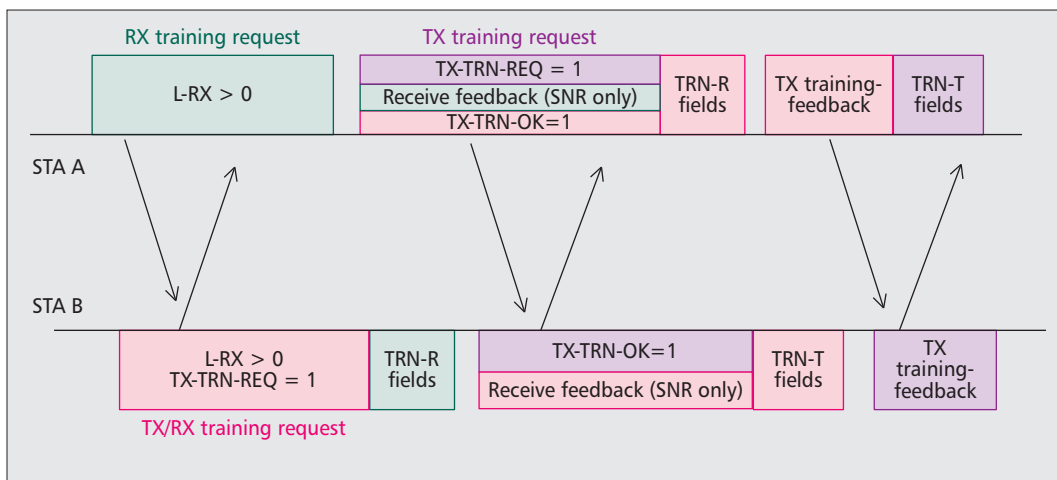 RX training request
TX training request
L-RX > 0
TX-TRN-REQ = 1
Receive feedback (SNR only)
TX-TRN-OK=1
TRN-R
fields
TX training-
feedback
TRN-T
fields
STA A
STA B
L-RX > 0
TX-TRN-REQ = 1
TRN-R
fields
TX-TRN-OK=1
Receive feedback (SNR only)
TRN-T
fields
TX
training-
feedback
TX/RX training request